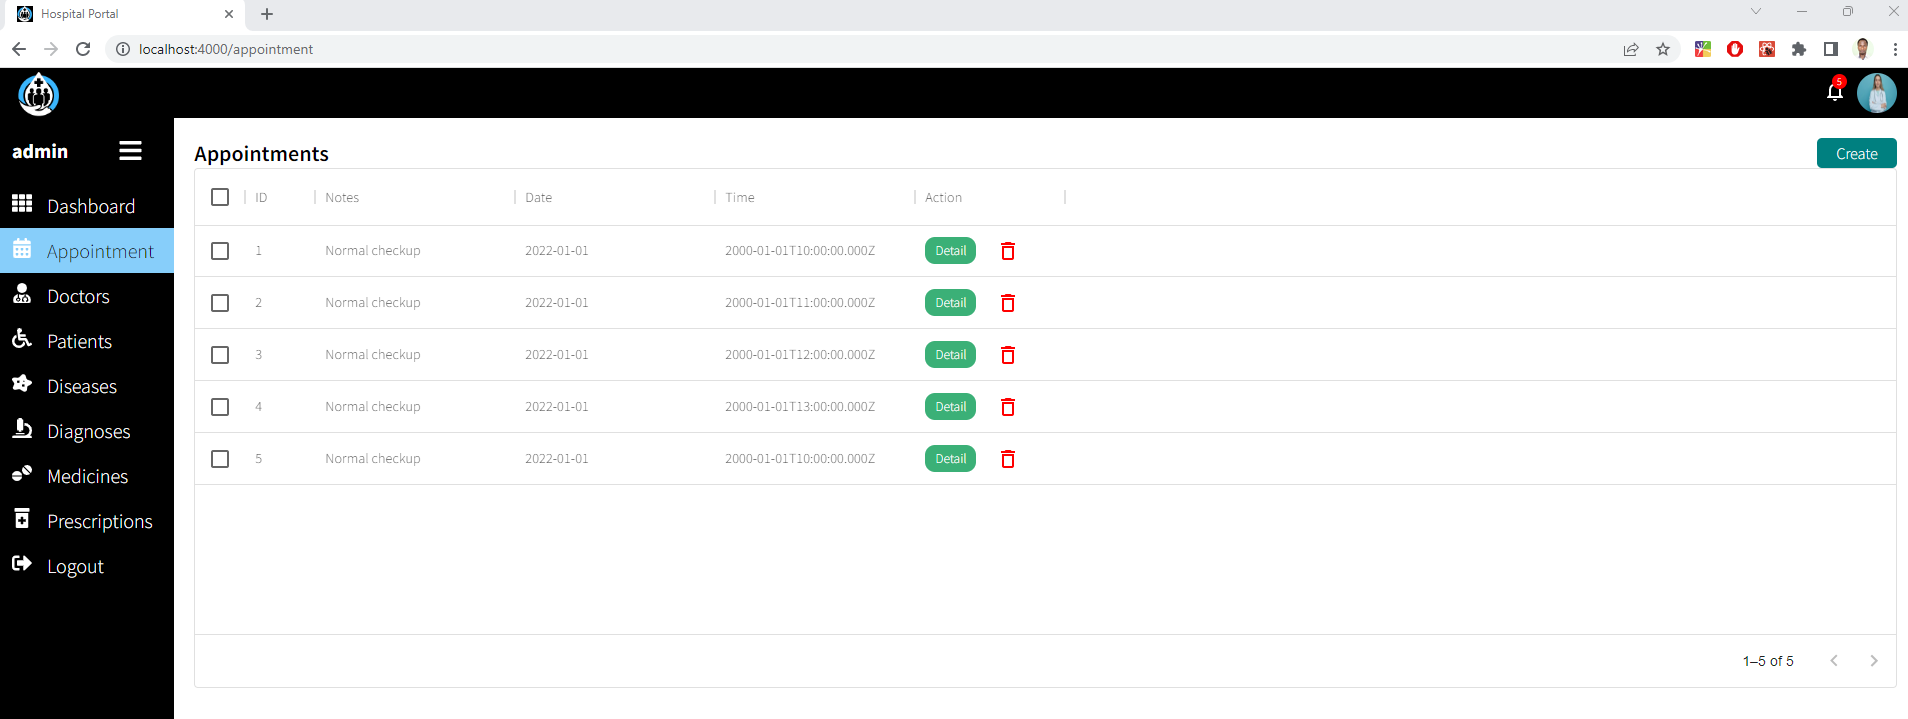 Hospital Portal
localhost:4000/appointment
5
admin
Appointments
Create
ID Notes Date Time Action
Dashboard
Appointment
1 Normal checkup 2022-01-01 2000-01-01T10:00:00.000Z Detail
Doctors
2 Normal checkup 2022-01-01 2000-01-01T11:00:00.000Z Detail
Patients
3 Normal checkup 2022-01-01 2000-01-01T12:00:00.000Z Detail
Diseases
4 Normal checkup 2022-01-01 2000-01-01T13:00:00.000Z Detail
Diagnoses
5 Normal checkup 2022-01-01 2000-01-01T10:00:00.000Z Detail
Medicines
Prescriptions
Logout
1–5 of 5